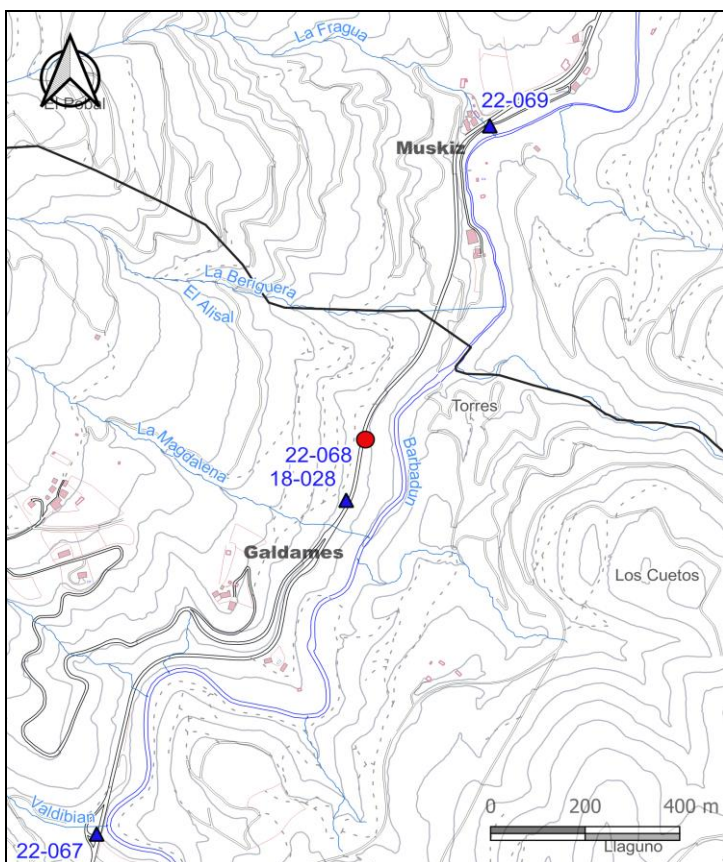 La Fragua
El Pobal
22-069
Muskiz
La Beriguera
El Alisal
Torres
La Magdalena
Barbadun
22-068
18-028
Galdames
Los Cuetos
Valdibian
22-067
0 200 400 m
Llaguno